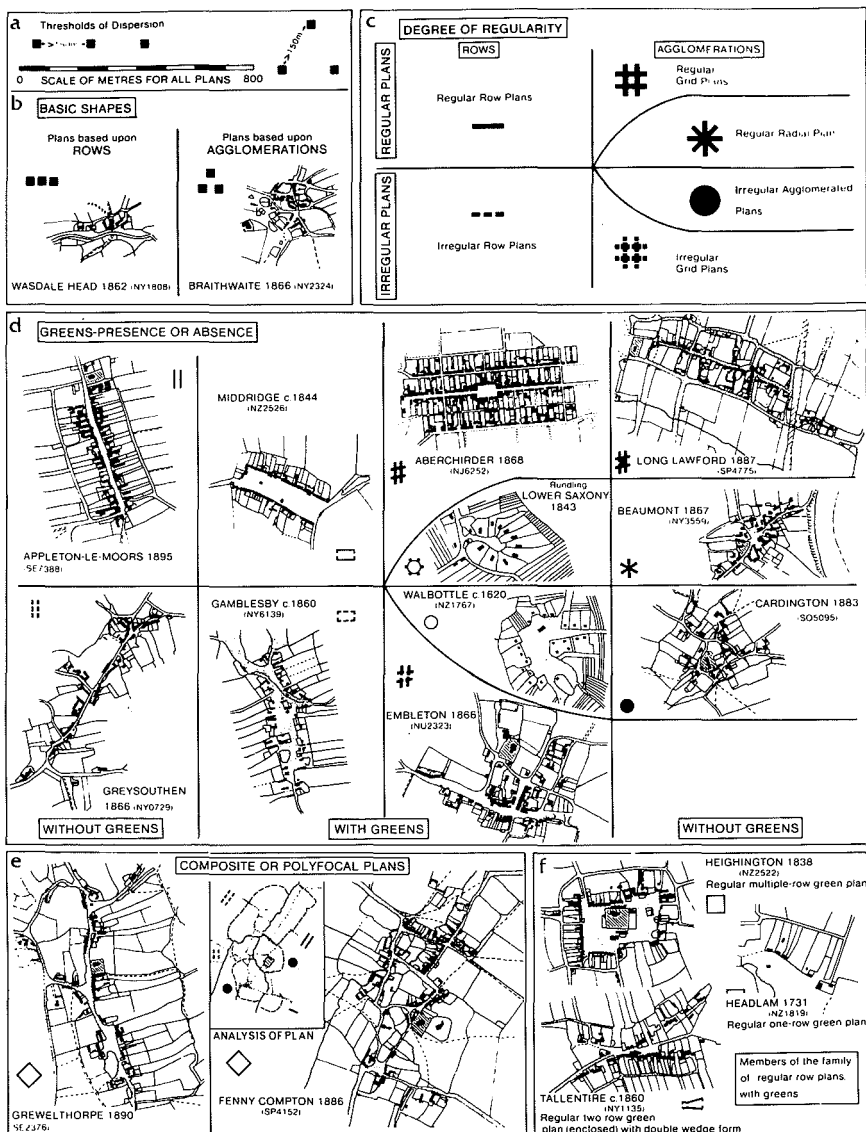 a
Thresholds of Dispersion
>150m
0 SCALE OF METRES FOR ALL PLANS 800
b BASIC SHAPES
Plans based upon
ROWS
Plans based upon
AGGLOMERATIONS
WASDALE HEAD 1862 (NY1808)
BRAITHWAITE 1866 (NY2324)
c DEGREE OF REGULARITY
ROWS
AGGLOMERATIONS
REGULAR PLANS
Regular Row Plans
Regular
Grid Plans
Regular Radial Plan
IRREGULAR PLANS
Irregular Row Plans
Irregular Agglomerated
Plans
Irregular
Grid Plans
d GREENS-PRESENCE OR ABSENCE
APPLETON-LE-MOORS 1895
(SE7388)
MIDDRIDGE c.1844
(NZ2526)
ABERCHIRDER 1868
(NJ6252)
LONG LAWFORD 1887
(SP4775)
Rundling
LOWER SAXONY
1843
BEAUMONT 1867
(NY3559)
GREYSOUTHEN
1866 (NY0729)
GAMBLESBY c.1860
(NY6139)
WALBOTTLE c.1620
(NZ1767)
CARDINGTON 1883
(SO5095)
EMBLETON 1866
(NU2323)
WITHOUT GREENS
WITH GREENS
WITHOUT GREENS
e COMPOSITE OR POLYFOCAL PLANS
GREWELTHORPE 1890
SE2376)
ANALYSIS OF PLAN
FENNY COMPTON 1886
(SP4152)
f
HEIGHINGTON 1838
(NZ2522)
Regular multiple-row green plan
HEADLAM 1731
(NZ1819)
Regular one-row green plan
TALLENTIRE c.1860
(NY1135)
Regular two row green
plan (enclosed) with double wedge form
Members of the family
of regular row plans,
with greens